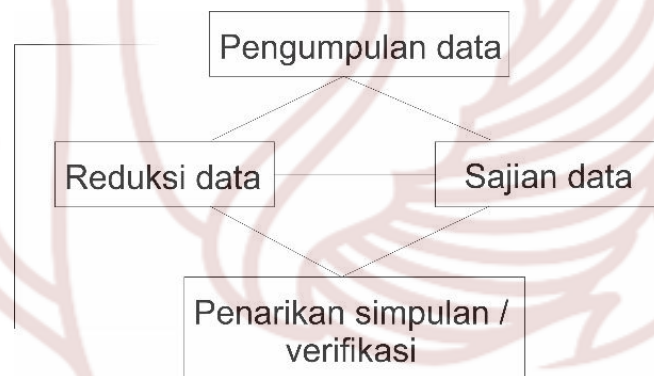 Pengumpulan data
Reduksi data
Sajian data
Penarikan simpulan /
verifikasi